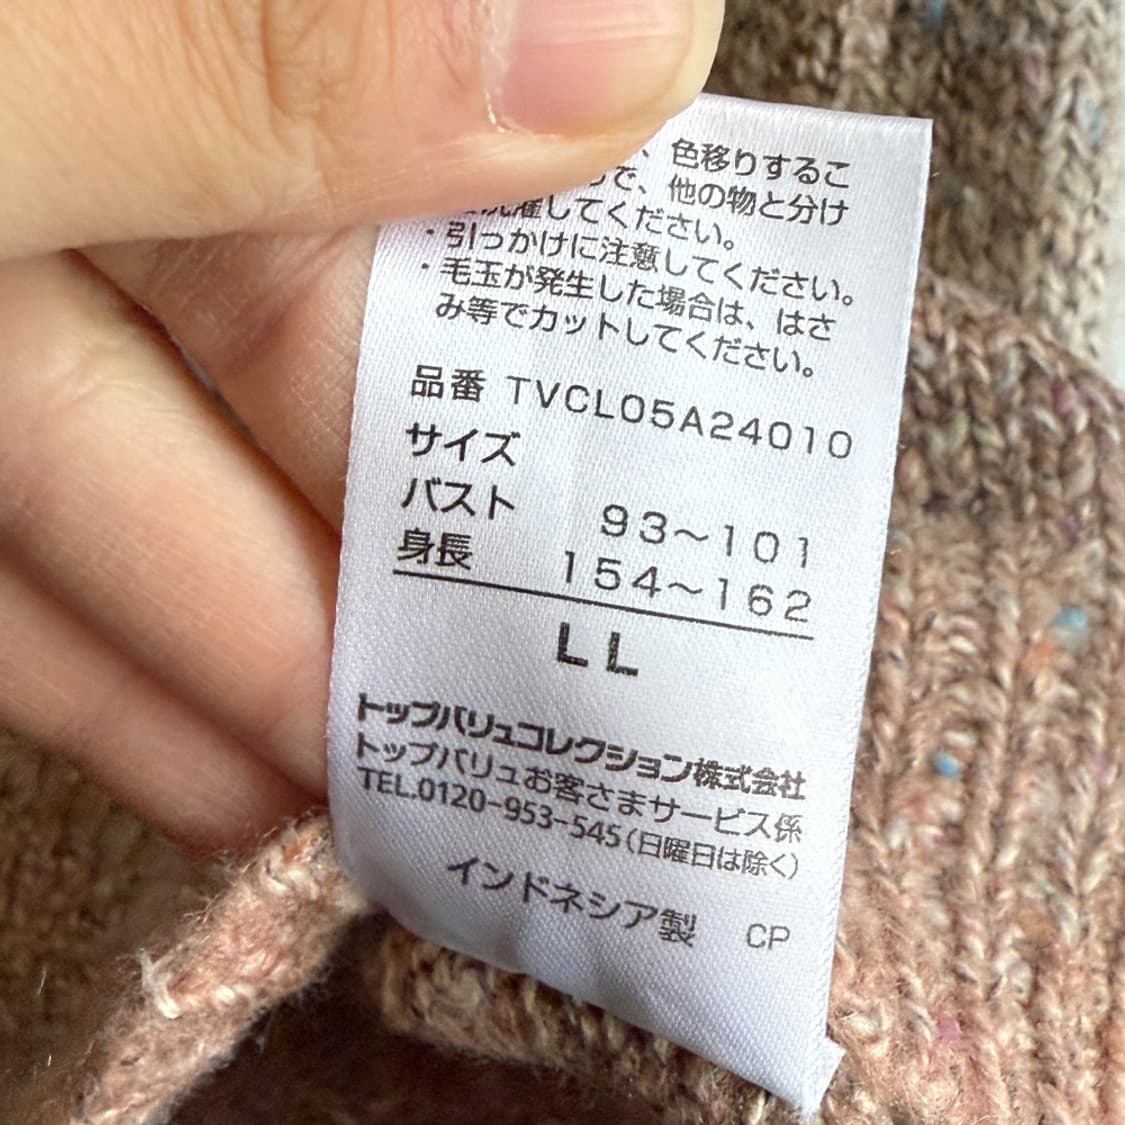 、色移りするこ
で、他の物と分け
洗濯してください。
・引っかけに注意してください。
・毛玉が発生した場合は、はさ
み等でカットしてください。
品番 TVCL05A24010
サイズ
バスト 93〜101
身長 154〜162
LL
トップバリュコレクション株式会社
トップバリュお客さまサービス係
TEL.0120-953-545(日曜日は除く)
インドネシア製 CP